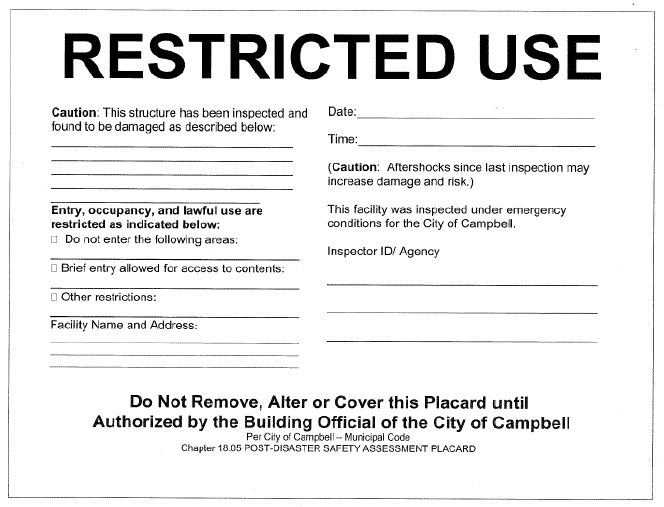 RESTRICTED USE
Caution: This structure has been inspected and
found to be damaged as described below:
Entry, occupancy, and lawful use are
restricted as indicated below:
□ Do not enter the following areas:
□ Brief entry allowed for access to contents:
□ Other restrictions:
Facility Name and Address:
Date:
Time:
(Caution: Aftershocks since last inspection may
increase damage and risk.)
This facility was inspected under emergency
conditions for the City of Campbell.
Inspector ID/ Agency
Do Not Remove, Alter or Cover this Placard until
Authorized by the Building Official of the City of Campbell
Per City of Campbell – Municipal Code
Chapter 18.05 POST-DISASTER SAFETY ASSESSMENT PLACARD